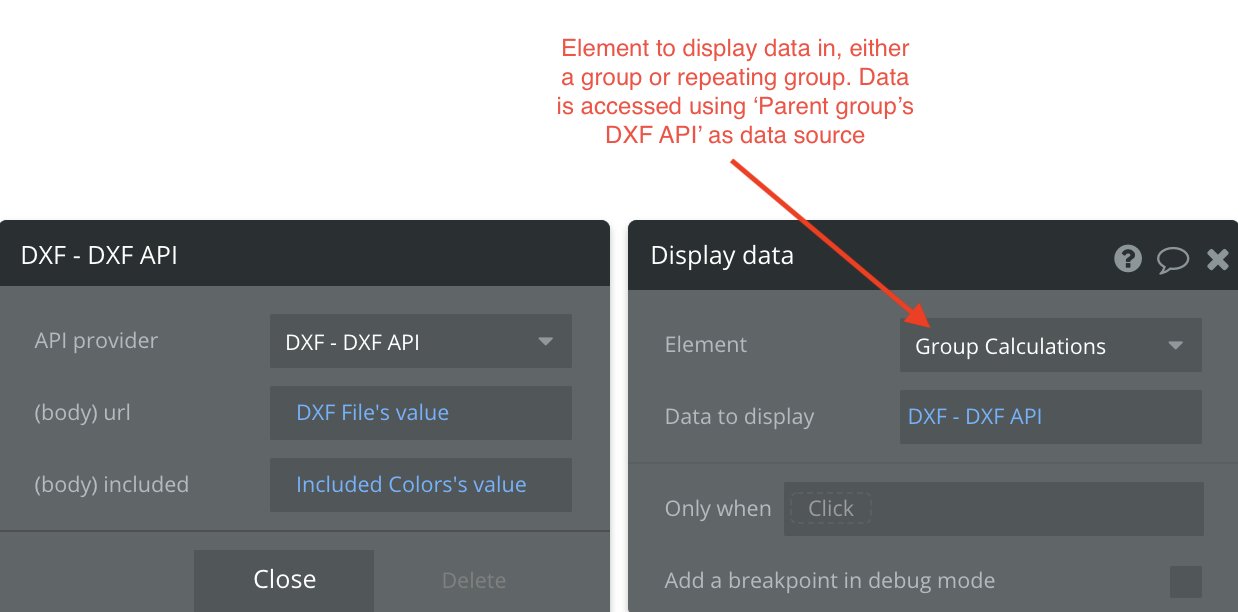 Element to display data in, either
a group or repeating group. Data
is accessed using ‘Parent group’s
DXF API’ as data source
DXF - DXF API
API provider
DXF - DXF API
(body) url
DXF File's value
(body) included
Included Colors's value
Close
Delete
Display data
Element
Group Calculations
Data to display
DXF - DXF API
Only when
Click
Add a breakpoint in debug mode